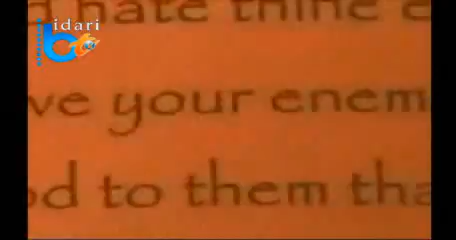 idari
d hate thine e
ve your enem
od to them tha